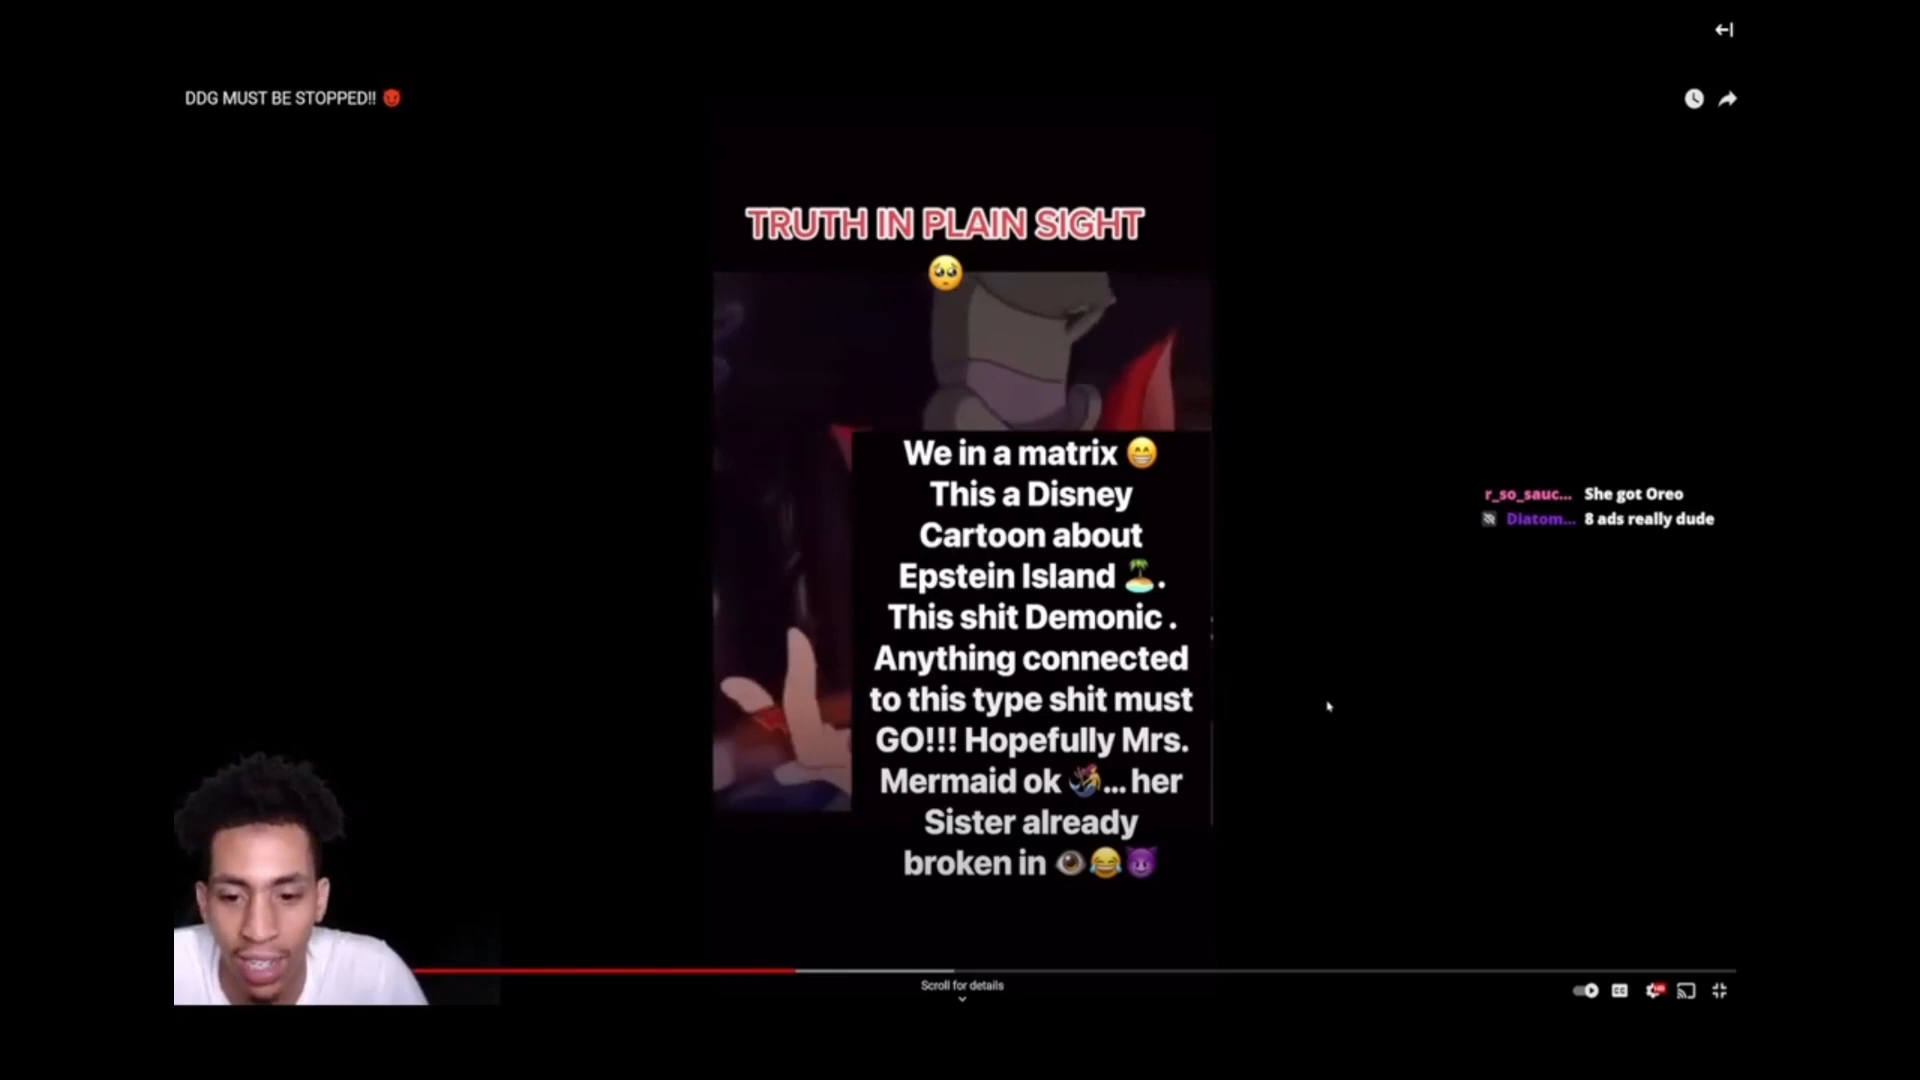 DDG MUST BE STOPPED!! 😈
TRUTH IN PLAIN SIGHT
🥺
We in a matrix 😁
This a Disney
Cartoon about
Epstein Island 🏝️.
This shit Demonic .
Anything connected
to this type shit must
GO!!! Hopefully Mrs.
Mermaid ok 🧜‍♀️...her
Sister already
broken in 👁️😂😈
r_so_sauc... She got Oreo
Diatom... 8 ads really dude
Scroll for details
CC
HD